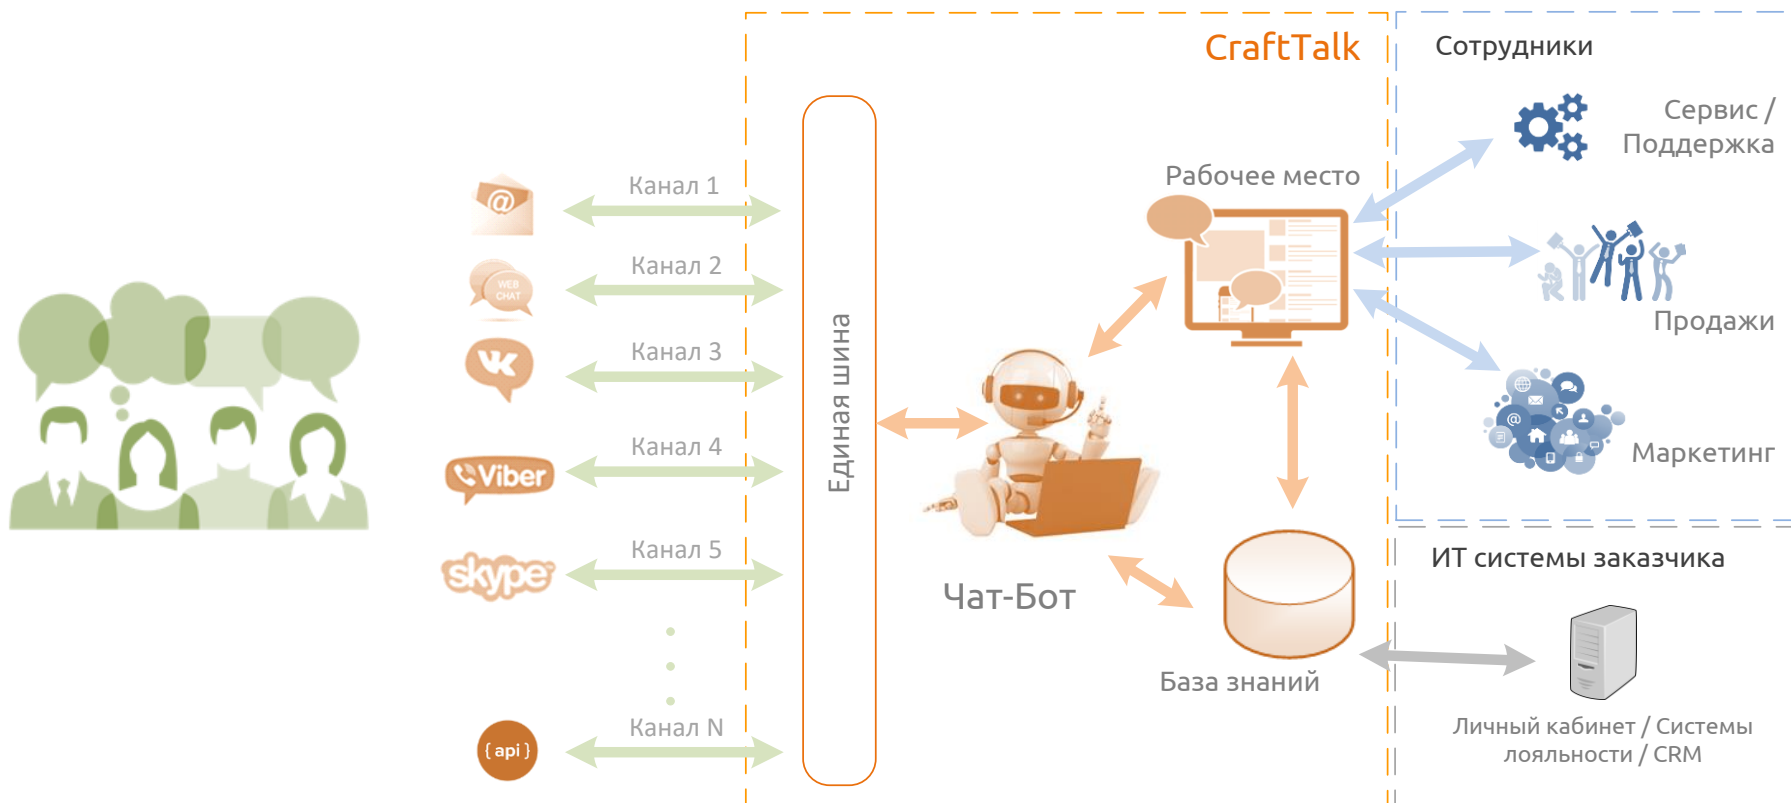 CraftTalk
Сотрудники
Сервис /
Поддержка
Рабочее место
Канал 1
@
Канал 2
WEB
CHAT
Канал 3
Канал 4
Viber
Канал 5
skype
Канал N
{ api }
Единая шина
Чат-Бот
База знаний
Продажи
@
Маркетинг
ИТ системы заказчика
Личный кабинет / Системы
лояльности / CRM